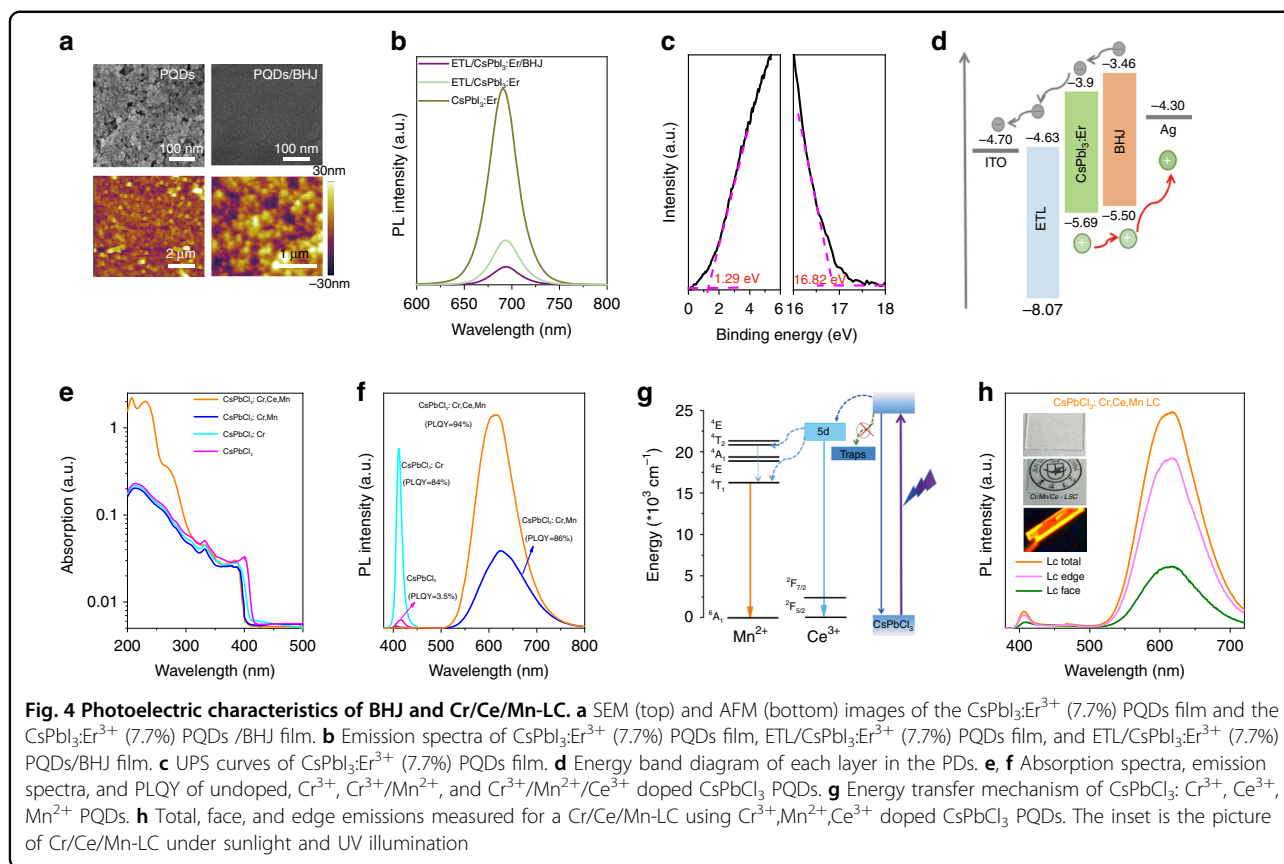 a
PQDs
PQDs/BHJ
100 nm
100 nm
30nm
2 μm
1 μm
−30nm
b
ETL/CsPbI₃:Er/BHJ
ETL/CsPbI₃:Er
CsPbI₃:Er
PL intensity (a.u.)
600
650
700
750
800
Wavelength (nm)
c
Intensity (a.u.)
1.29 eV
16.82 eV
0
2
4
6
16
17
18
Binding energy (eV)
d
−3.46
−3.9
−4.30
−4.63
−4.70
Ag
ITO
CsPbI₃:Er
BHJ
ETL
−5.50
−5.69
−8.07
e
CsPbCl₃: Cr,Ce,Mn
CsPbCl₃: Cr,Mn
CsPbCl₃: Cr
CsPbCl₃
Absorption (a.u.)
1
0.1
0.01
200
300
400
500
Wavelength (nm)
f
CsPbCl₃: Cr,Ce,Mn
(PLQY=94%)
CsPbCl₃: Cr
(PLQY=84%)
CsPbCl₃: Cr,Mn
(PLQY=86%)
CsPbCl₃
(PLQY=3.5%)
PL intensity (a.u.)
400
500
600
700
800
Wavelength (nm)
g
Energy (*10³ cm⁻¹)
25
20
15
10
5
0
⁴E
⁴T₂
⁴A₁
⁴E
⁴T₁
⁶A₁
5d
Traps
²F₇/₂
²F₅/₂
CsPbCl₃
Mn²⁺
Ce³⁺
h
CsPbCl₃: Cr,Ce,Mn LC
Cr/Mn/Ce - LSC
Lc total
Lc edge
Lc face
PL intensity (a.u.)
400
500
600
700
Wavelength (nm)
Fig. 4 Photoelectric characteristics of BHJ and Cr/Ce/Mn-LC. a SEM (top) and AFM (bottom) images of the CsPbI₃:Er³⁺ (7.7%) PQDs film and the
CsPbI₃:Er³⁺ (7.7%) PQDs /BHJ film. b Emission spectra of CsPbI₃:Er³⁺ (7.7%) PQDs film, ETL/CsPbI₃:Er³⁺ (7.7%) PQDs film, and ETL/CsPbI₃:Er³⁺ (7.7%)
PQDs/BHJ film. c UPS curves of CsPbI₃:Er³⁺ (7.7%) PQDs film. d Energy band diagram of each layer in the PDs. e, f Absorption spectra, emission
spectra, and PLQY of undoped, Cr³⁺, Cr³⁺/Mn²⁺, and Cr³⁺/Mn²⁺/Ce³⁺ doped CsPbCl₃ PQDs. g Energy transfer mechanism of CsPbCl₃: Cr³⁺, Ce³⁺,
Mn²⁺ PQDs. h Total, face, and edge emissions measured for a Cr/Ce/Mn-LC using Cr³⁺,Mn²⁺,Ce³⁺ doped CsPbCl₃ PQDs. The inset is the picture
of Cr/Ce/Mn-LC under sunlight and UV illumination